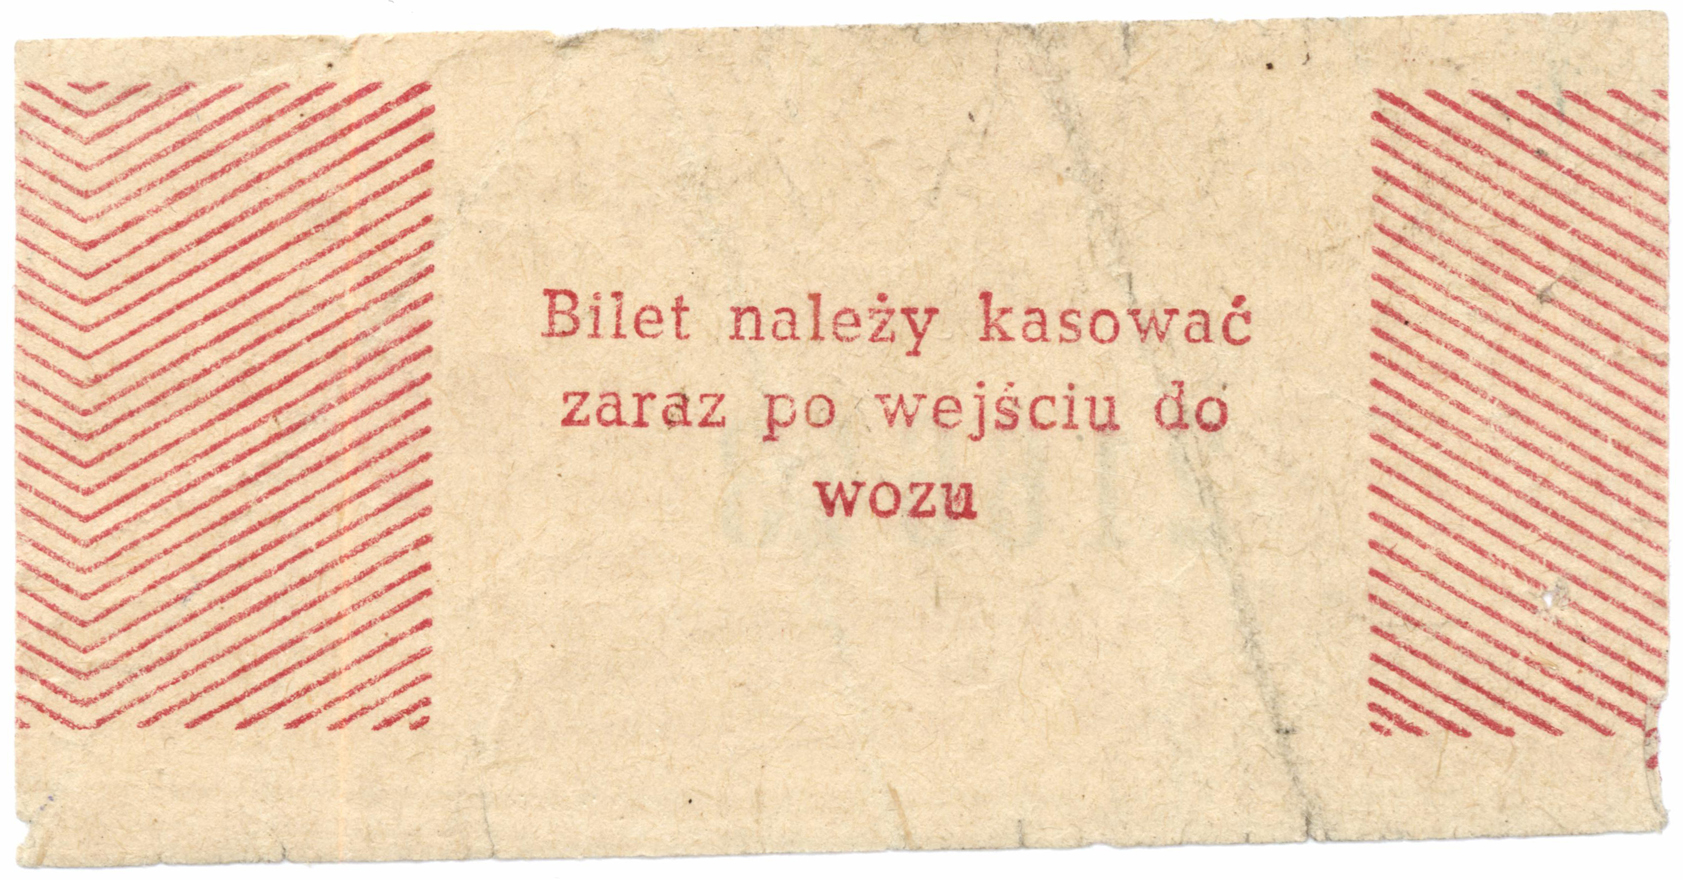 Bilet należy kasować
zaraz po wejściu do
wozu